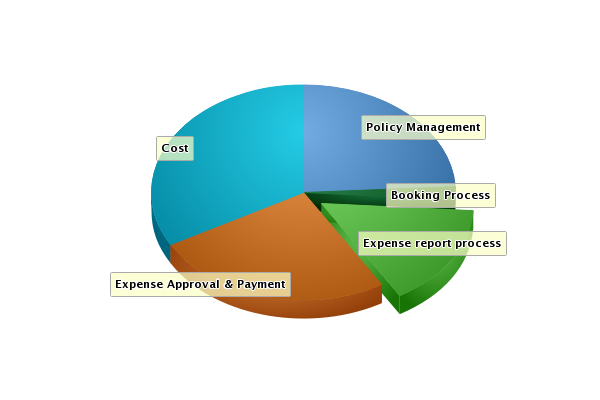 Policy Management
Cost
Booking Process
Expense report process
Expense Approval & Payment